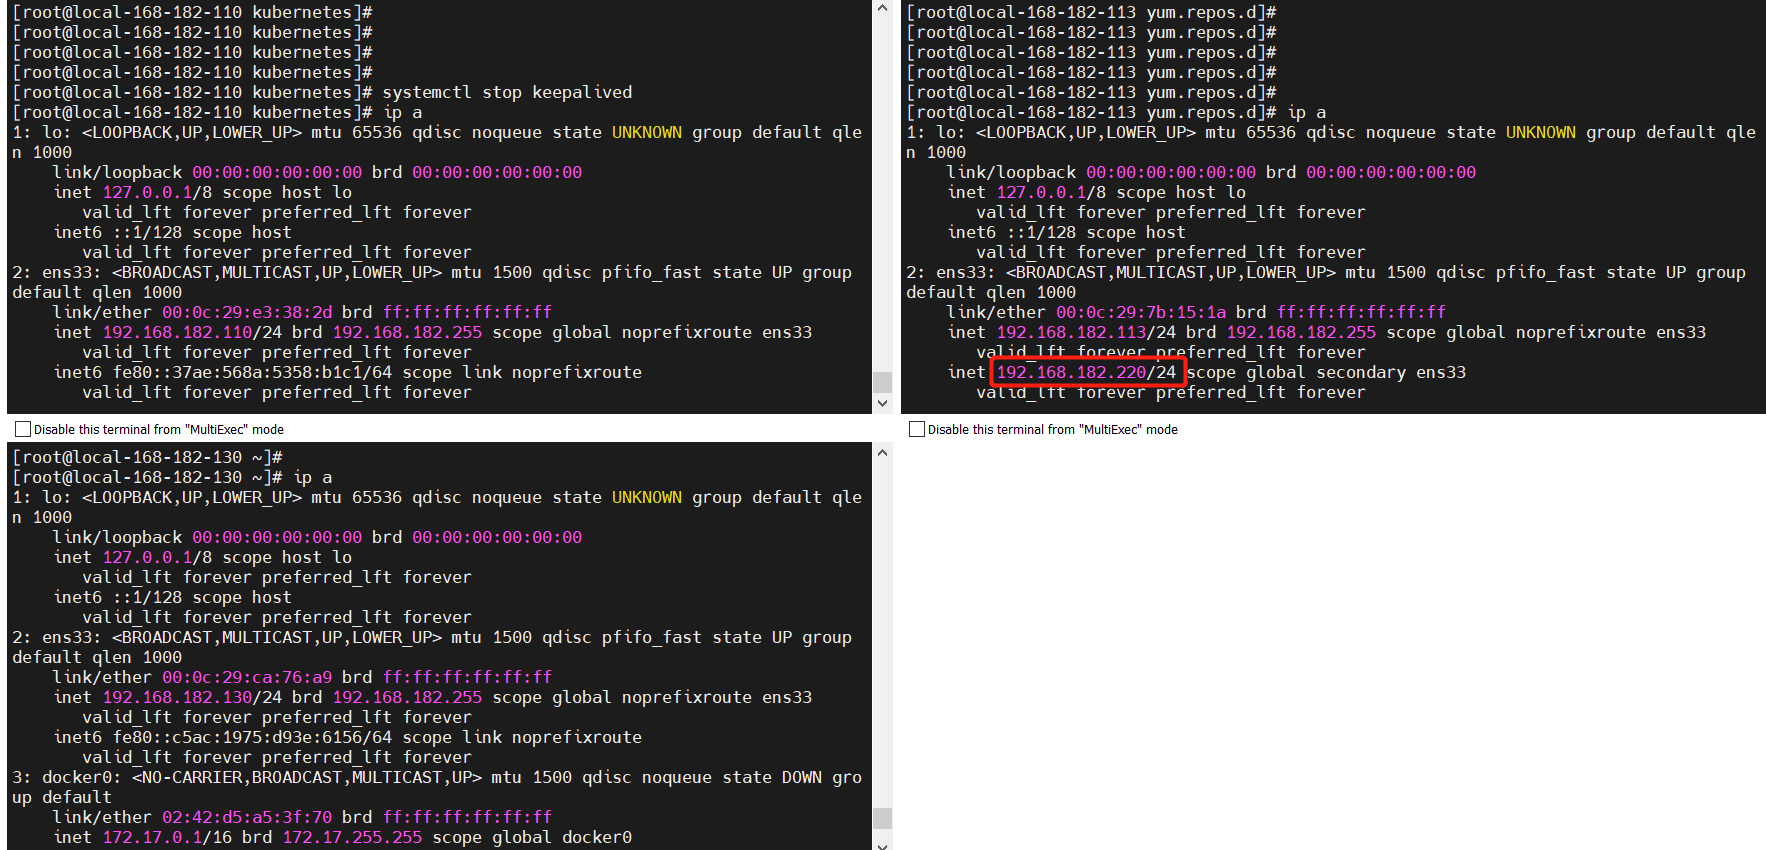 [root@local-168-182-110 kubernetes]#
[root@local-168-182-110 kubernetes]#
[root@local-168-182-110 kubernetes]#
[root@local-168-182-110 kubernetes]#
[root@local-168-182-110 kubernetes]# systemctl stop keepalived
[root@local-168-182-110 kubernetes]# ip a
1: lo: <LOOPBACK,UP,LOWER_UP> mtu 65536 qdisc noqueue state UNKNOWN group default qle
n 1000
    link/loopback 00:00:00:00:00:00 brd 00:00:00:00:00:00
    inet 127.0.0.1/8 scope host lo
       valid_lft forever preferred_lft forever
    inet6 ::1/128 scope host
       valid_lft forever preferred_lft forever
2: ens33: <BROADCAST,MULTICAST,UP,LOWER_UP> mtu 1500 qdisc pfifo_fast state UP group
default qlen 1000
    link/ether 00:0c:29:e3:38:2d brd ff:ff:ff:ff:ff:ff
    inet 192.168.182.110/24 brd 192.168.182.255 scope global noprefixroute ens33
       valid_lft forever preferred_lft forever
    inet6 fe80::37ae:568a:5358:b1c1/64 scope link noprefixroute
       valid_lft forever preferred_lft forever
Disable this terminal from "MultiExec" mode
[root@local-168-182-113 yum.repos.d]#
[root@local-168-182-113 yum.repos.d]#
[root@local-168-182-113 yum.repos.d]#
[root@local-168-182-113 yum.repos.d]#
[root@local-168-182-113 yum.repos.d]#
[root@local-168-182-113 yum.repos.d]# ip a
1: lo: <LOOPBACK,UP,LOWER_UP> mtu 65536 qdisc noqueue state UNKNOWN group default qle
n 1000
    link/loopback 00:00:00:00:00:00 brd 00:00:00:00:00:00
    inet 127.0.0.1/8 scope host lo
       valid_lft forever preferred_lft forever
    inet6 ::1/128 scope host
       valid_lft forever preferred_lft forever
2: ens33: <BROADCAST,MULTICAST,UP,LOWER_UP> mtu 1500 qdisc pfifo_fast state UP group
default qlen 1000
    link/ether 00:0c:29:7b:15:1a brd ff:ff:ff:ff:ff:ff
    inet 192.168.182.113/24 brd 192.168.182.255 scope global noprefixroute ens33
       valid_lft forever preferred_lft forever
    inet 192.168.182.220/24 scope global secondary ens33
       valid_lft forever preferred_lft forever
Disable this terminal from "MultiExec" mode
[root@local-168-182-130 ~]#
[root@local-168-182-130 ~]# ip a
1: lo: <LOOPBACK,UP,LOWER_UP> mtu 65536 qdisc noqueue state UNKNOWN group default qle
n 1000
    link/loopback 00:00:00:00:00:00 brd 00:00:00:00:00:00
    inet 127.0.0.1/8 scope host lo
       valid_lft forever preferred_lft forever
    inet6 ::1/128 scope host
       valid_lft forever preferred_lft forever
2: ens33: <BROADCAST,MULTICAST,UP,LOWER_UP> mtu 1500 qdisc pfifo_fast state UP group
default qlen 1000
    link/ether 00:0c:29:ca:76:a9 brd ff:ff:ff:ff:ff:ff
    inet 192.168.182.130/24 brd 192.168.182.255 scope global noprefixroute ens33
       valid_lft forever preferred_lft forever
    inet6 fe80::c5ac:1975:d93e:6156/64 scope link noprefixroute
       valid_lft forever preferred_lft forever
3: docker0: <NO-CARRIER,BROADCAST,MULTICAST,UP> mtu 1500 qdisc noqueue state DOWN gro
up default
    link/ether 02:42:d5:a5:3f:70 brd ff:ff:ff:ff:ff:ff
    inet 172.17.0.1/16 brd 172.17.255.255 scope global docker0